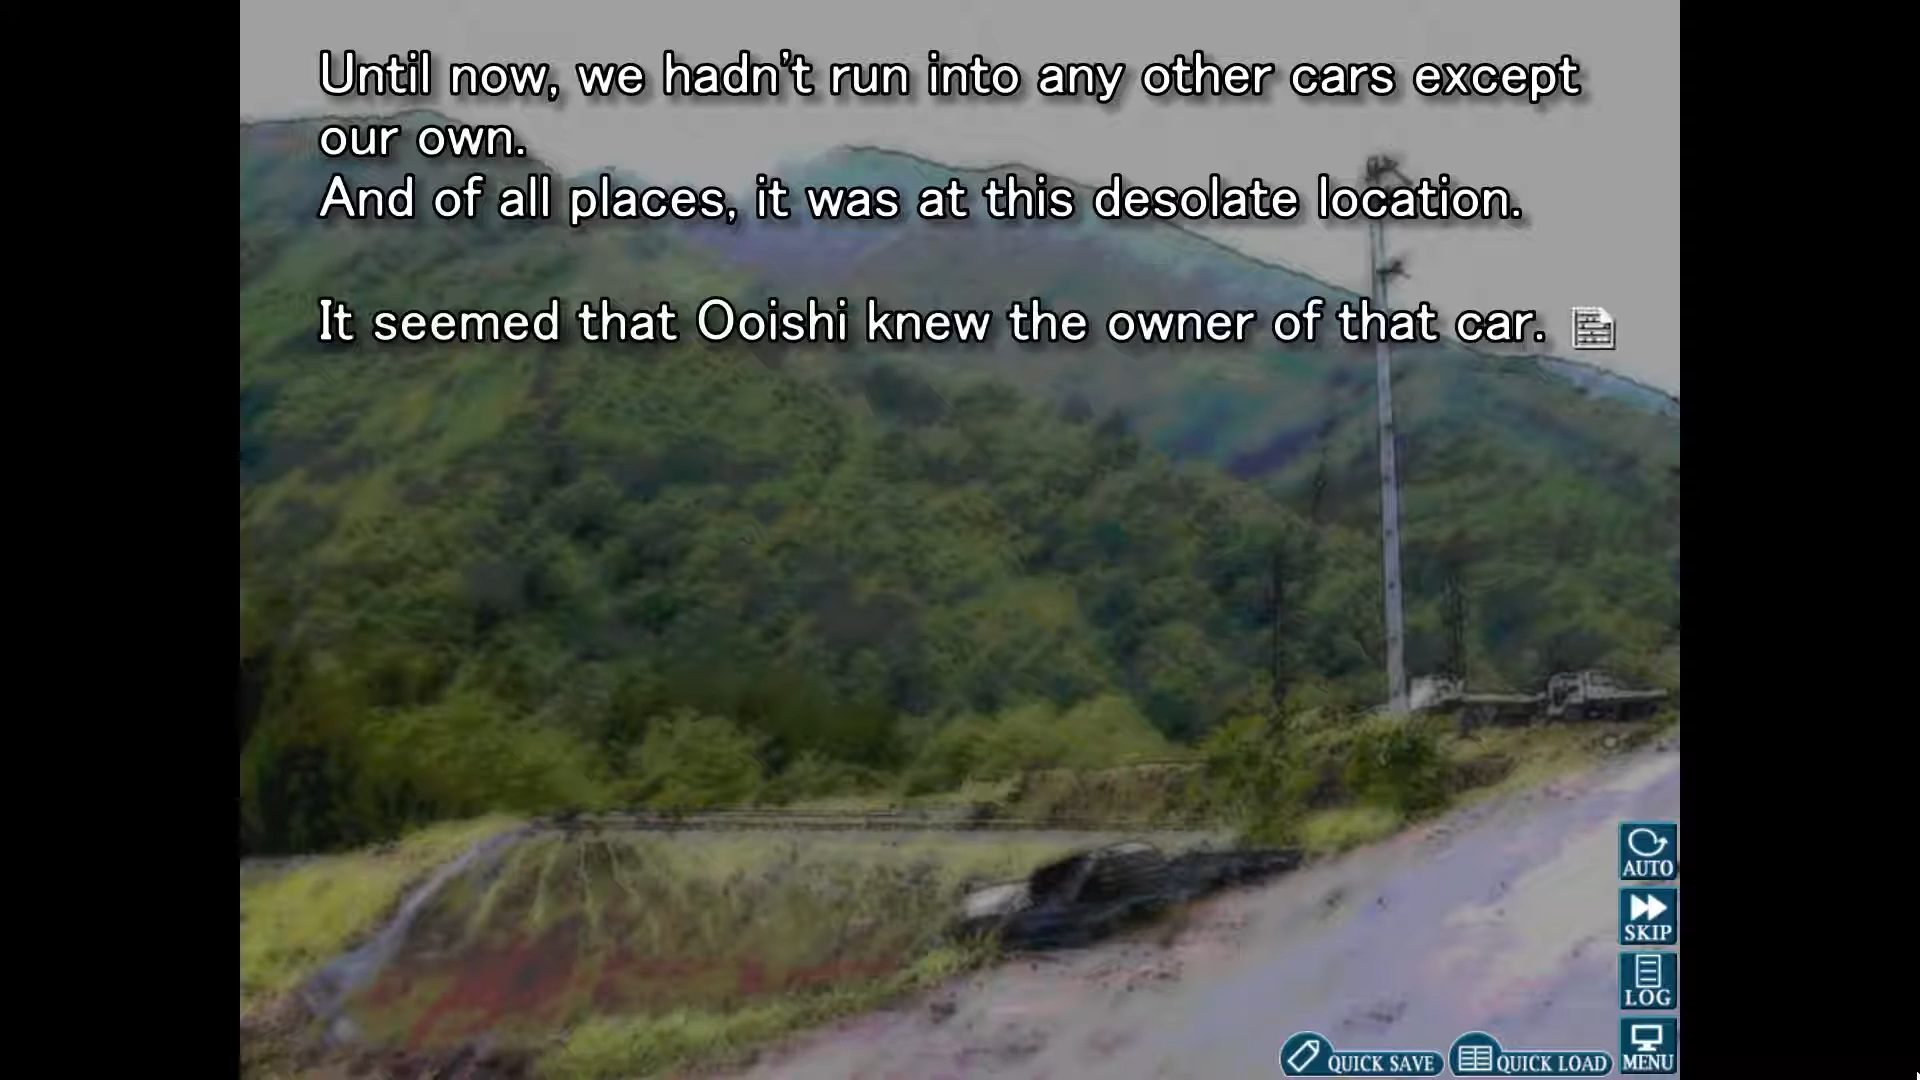 Until now, we hadn't run into any other cars except
our own.
And of all places, it was at this desolate location.
It seemed that Ooishi knew the owner of that car.
AUTO
SKIP
LOG
MENU
QUICK SAVE
QUICK LOAD